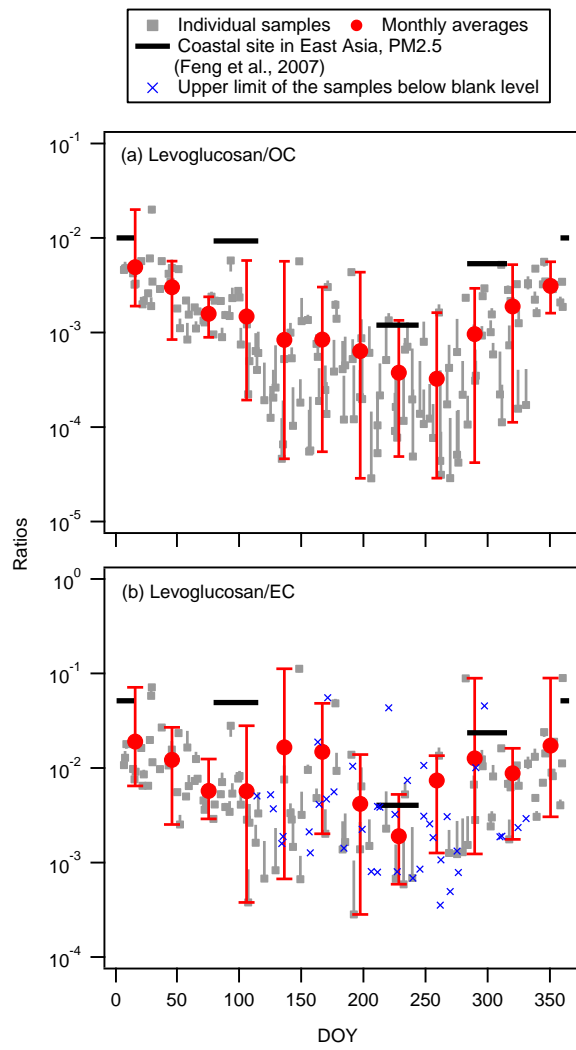 Individual samples Monthly averages
Coastal site in East Asia, PM2.5
(Feng et al., 2007)
Upper limit of the samples below blank level
10-1
(a) Levoglucosan/OC
10-2
10-3
10-4
10-5
Ratios
100
(b) Levoglucosan/EC
10-1
10-2
10-3
10-4
0 50 100 150 200 250 300 350
DOY